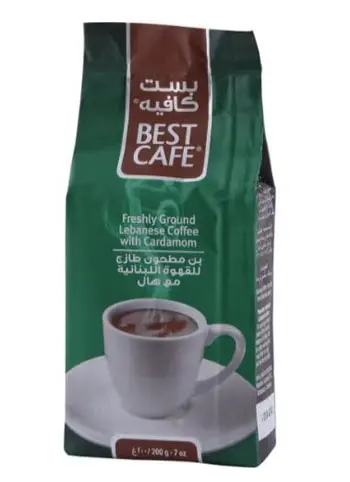 بست
كافيه®
BEST
CAFE®
Freshly Ground
Lebanese Coffee
with Cardamom
بن مطحون طازج
للقهوة اللبنانية
مع هال
٢٠٠غ / 200 g - 7 oz